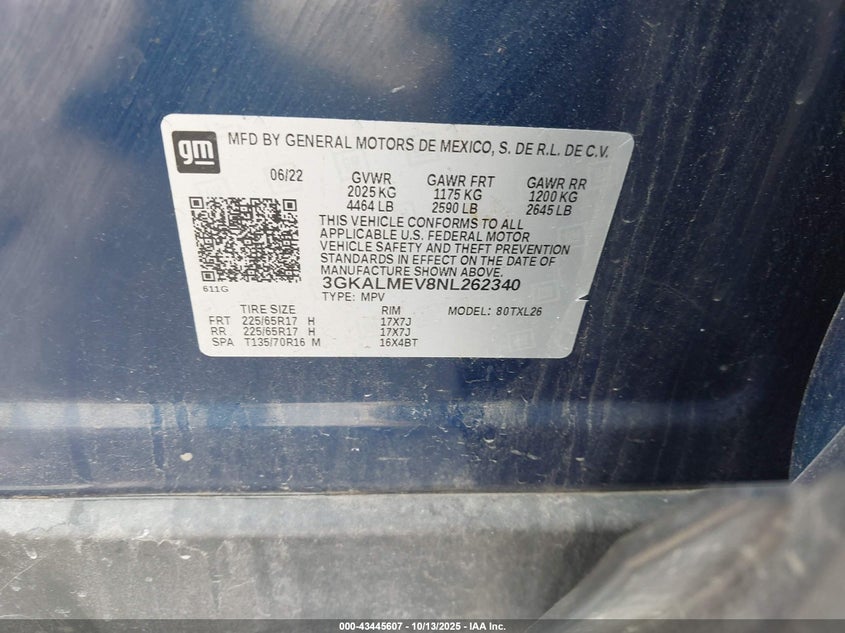 gm
MFD BY GENERAL MOTORS DE MEXICO, S. DE R.L. DE C.V.
06/22 GVWR GAWR FRT GAWR RR
2025 KG 1175 KG 1200 KG
4464 LB 2590 LB 2645 LB
THIS VEHICLE CONFORMS TO ALL
APPLICABLE U.S. FEDERAL MOTOR
VEHICLE SAFETY AND THEFT PREVENTION
STANDARDS IN EFFECT ON THE DATE OF
MANUFACTURE SHOWN ABOVE.
611G
3GKALMEV8NL262340
TYPE: MPV
TIRE SIZE RIM MODEL: 80TXL26
FRT 225/65R17 H 17X7J
RR 225/65R17 H 17X7J
SPA T135/70R16 M 16X4BT
000-43445607 | 10/13/2025 - IAA Inc.